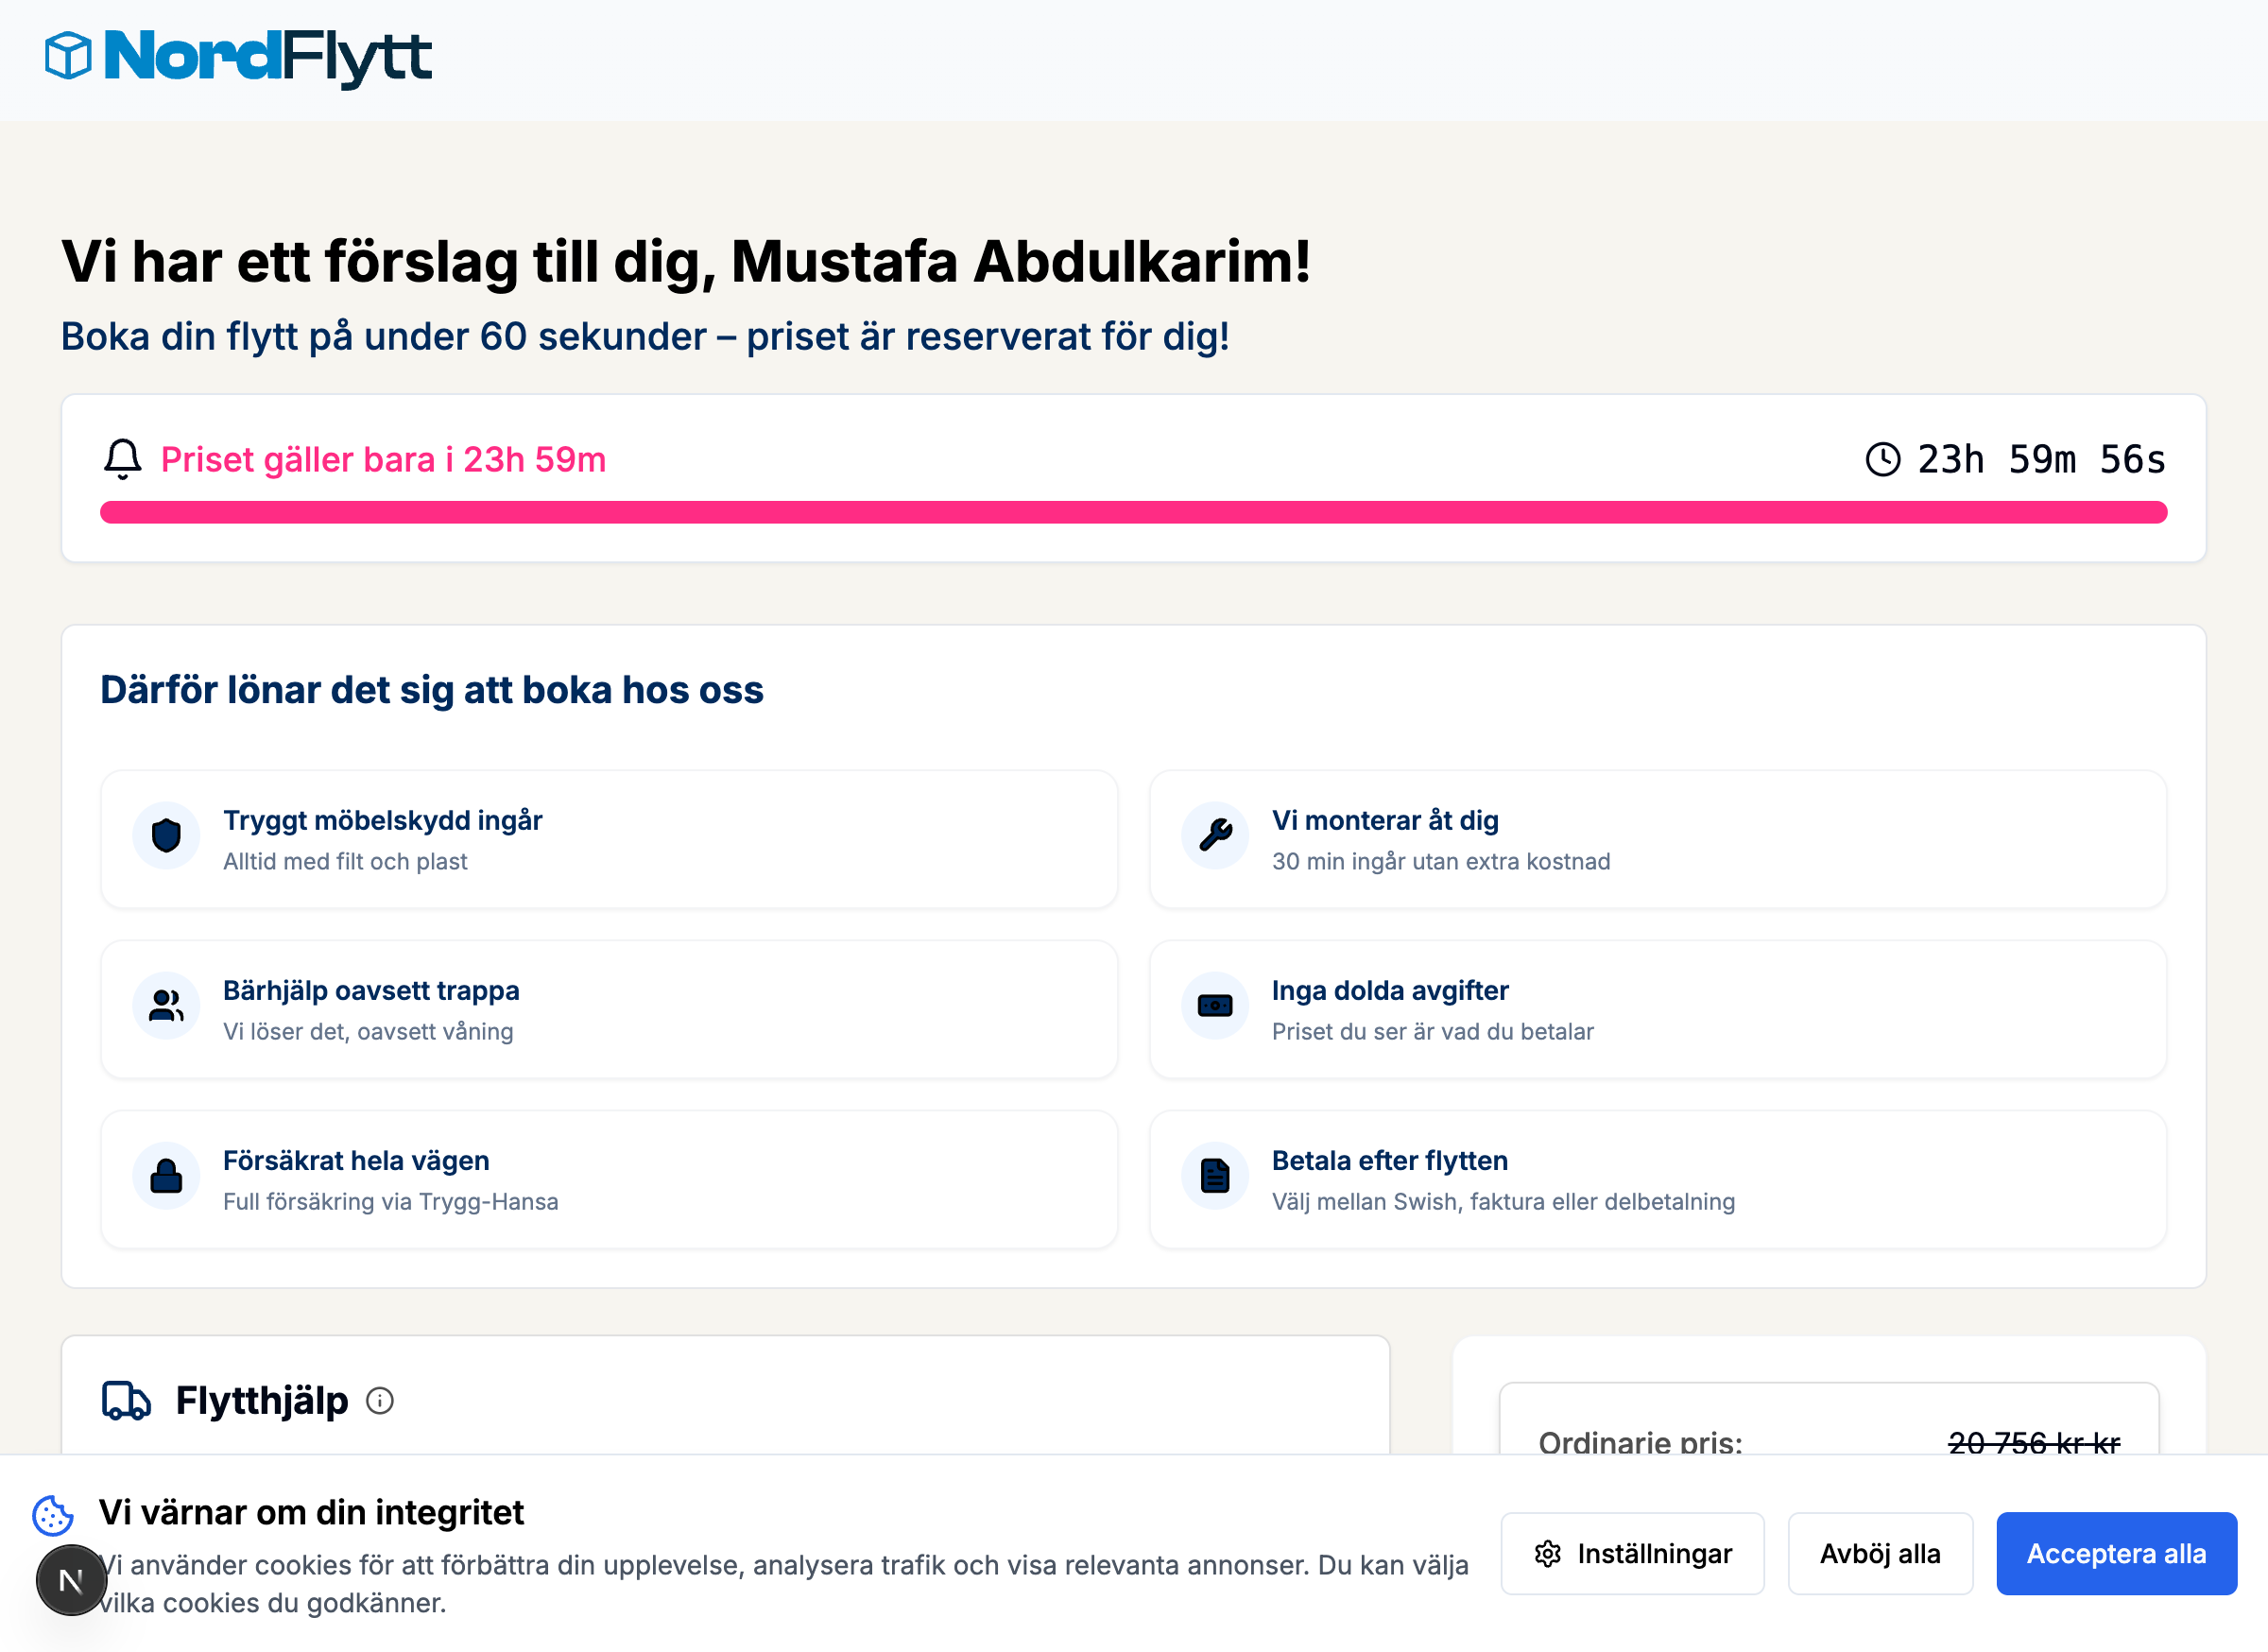 NordFlytt
Vi har ett förslag till dig, Mustafa Abdulkarim!
Boka din flytt på under 60 sekunder – priset är reserverat för dig!
Priset gäller bara i 23h 59m
23h 59m 56s
Därför lönar det sig att boka hos oss
Tryggt möbelskydd ingår
Alltid med filt och plast
Vi monterar åt dig
30 min ingår utan extra kostnad
Bärhjälp oavsett trappa
Vi löser det, oavsett våning
Inga dolda avgifter
Priset du ser är vad du betalar
Försäkrat hela vägen
Full försäkring via Trygg-Hansa
Betala efter flytten
Välj mellan Swish, faktura eller delbetalning
Flytthjälp
Ordinarie pris: 20 756 kr kr
Vi värnar om din integritet
Vi använder cookies för att förbättra din upplevelse, analysera trafik och visa relevanta annonser. Du kan välja
vilka cookies du godkänner.
N
Inställningar
Avböj alla
Acceptera alla